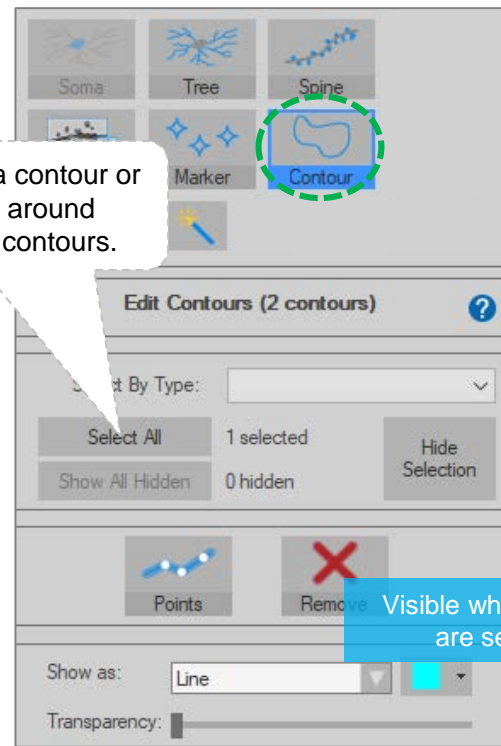 Soma Tree Spine
Marker Contour
a contour or
around
contours.
Edit Contours (2 contours) ?
By Type:
Select All 1 selected Hide
Selection
Show All Hidden 0 hidden
Points Remove
Visible wh
are se
Show as: Line
Transparency: